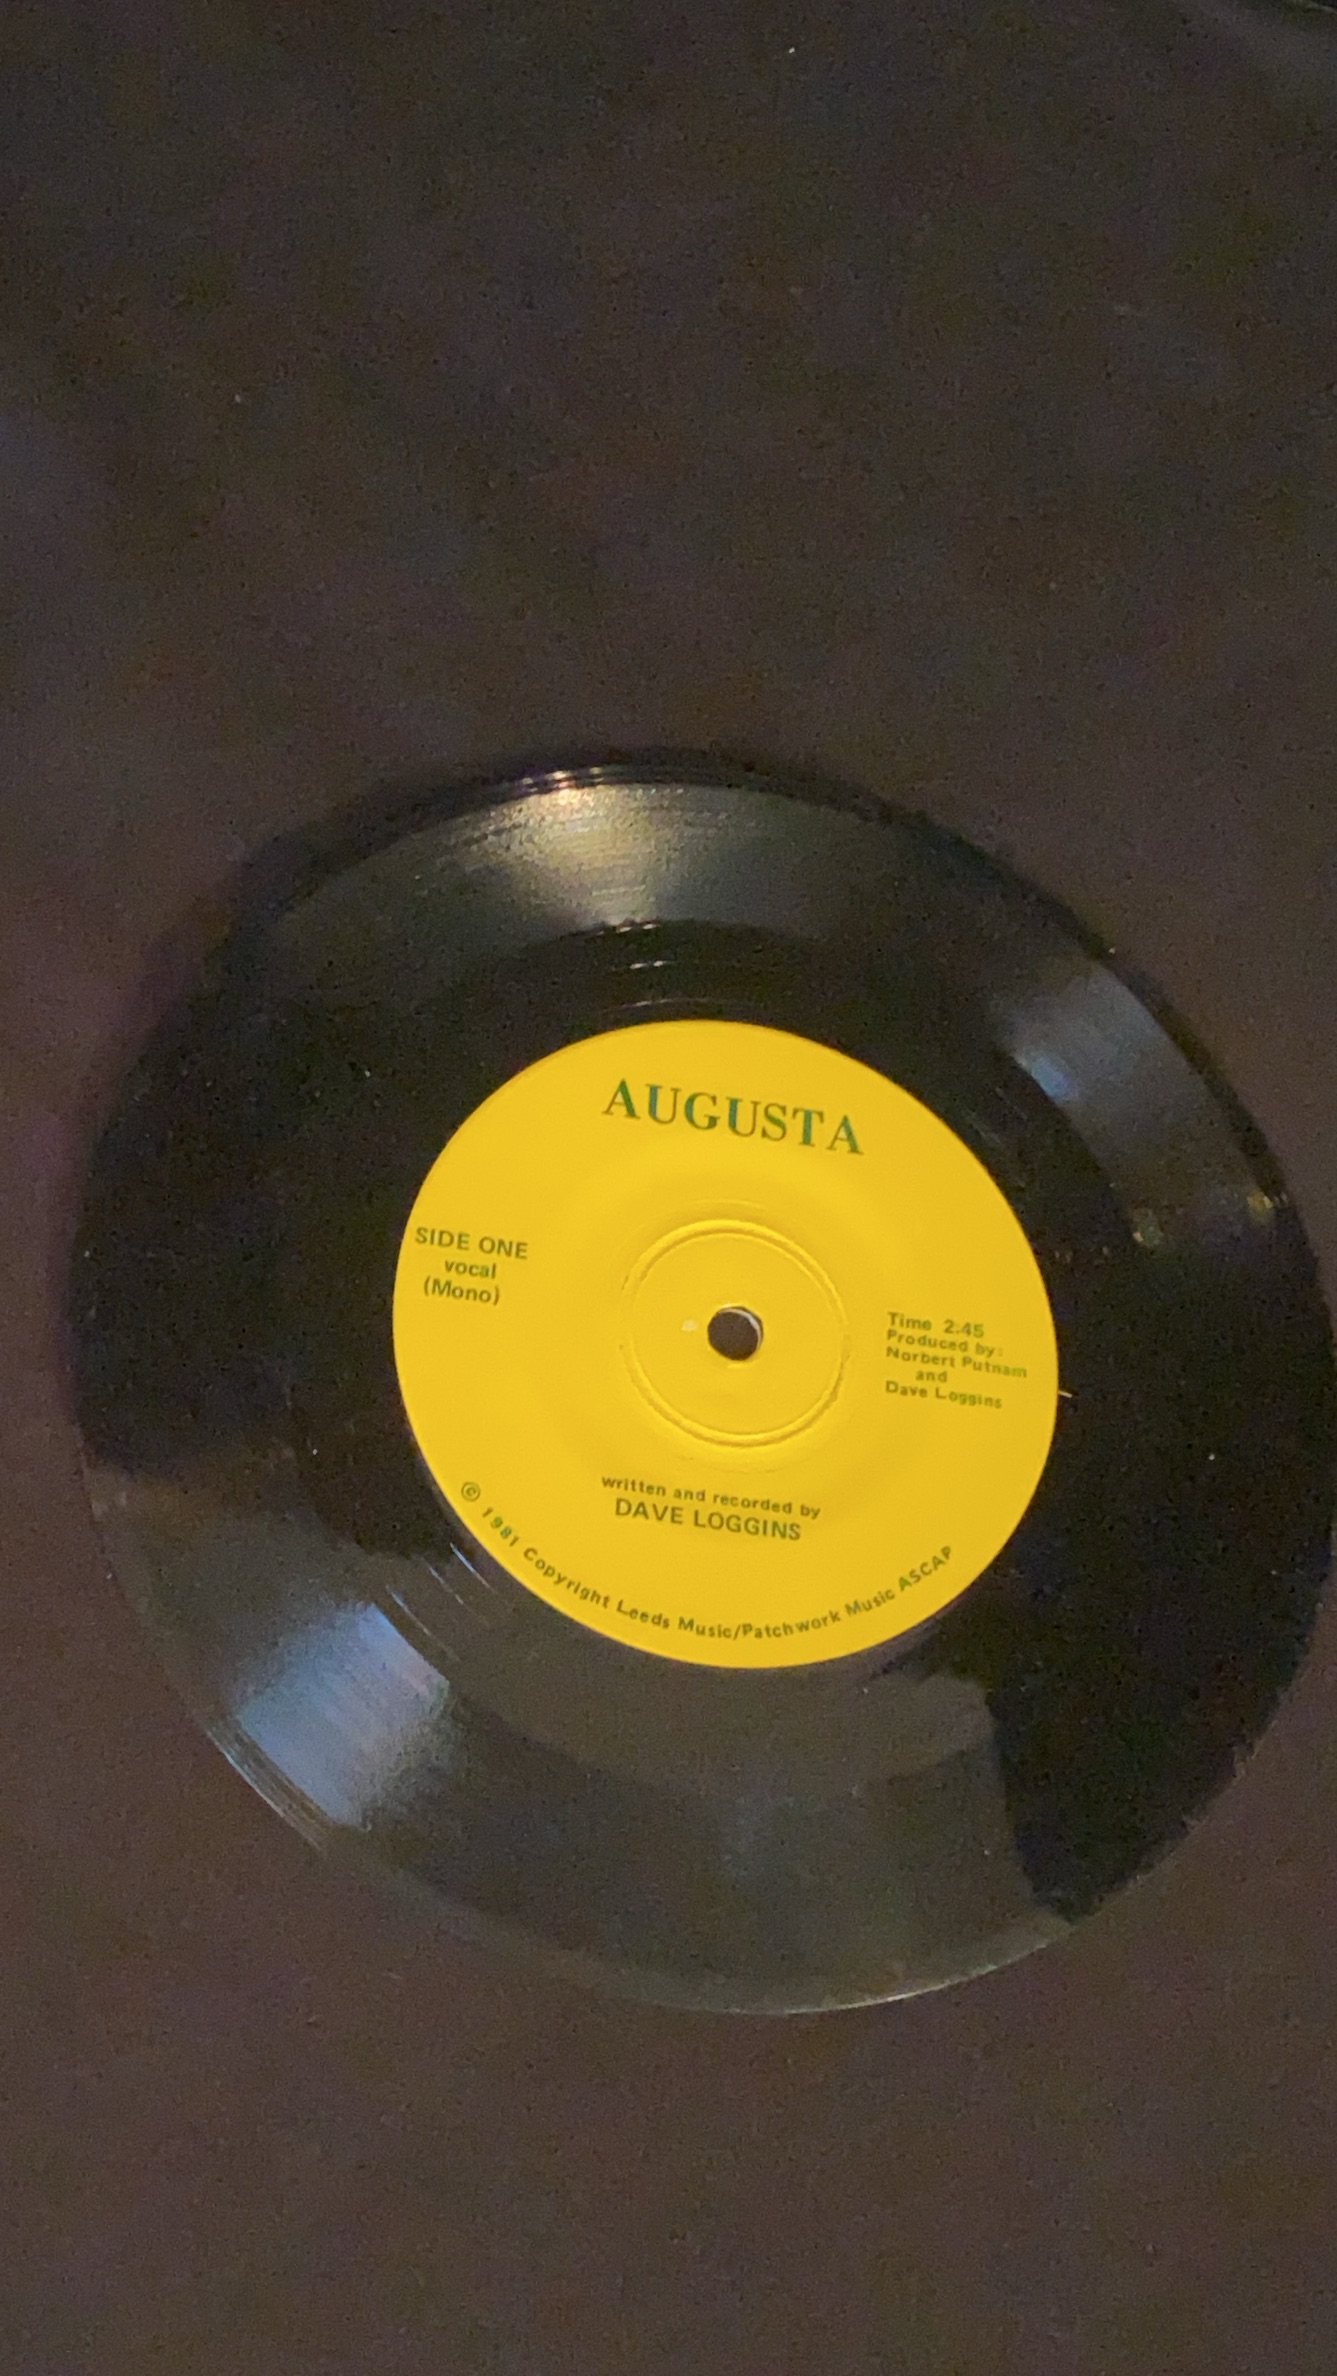 AUGUSTA
SIDE ONE
vocal
(Mono)
Time 2:45
Produced by:
Norbert Putnam
and
Dave Loggins
written and recorded by
DAVE LOGGINS
© 1981 Copyright Leeds Music/Patchwork Music ASCAP